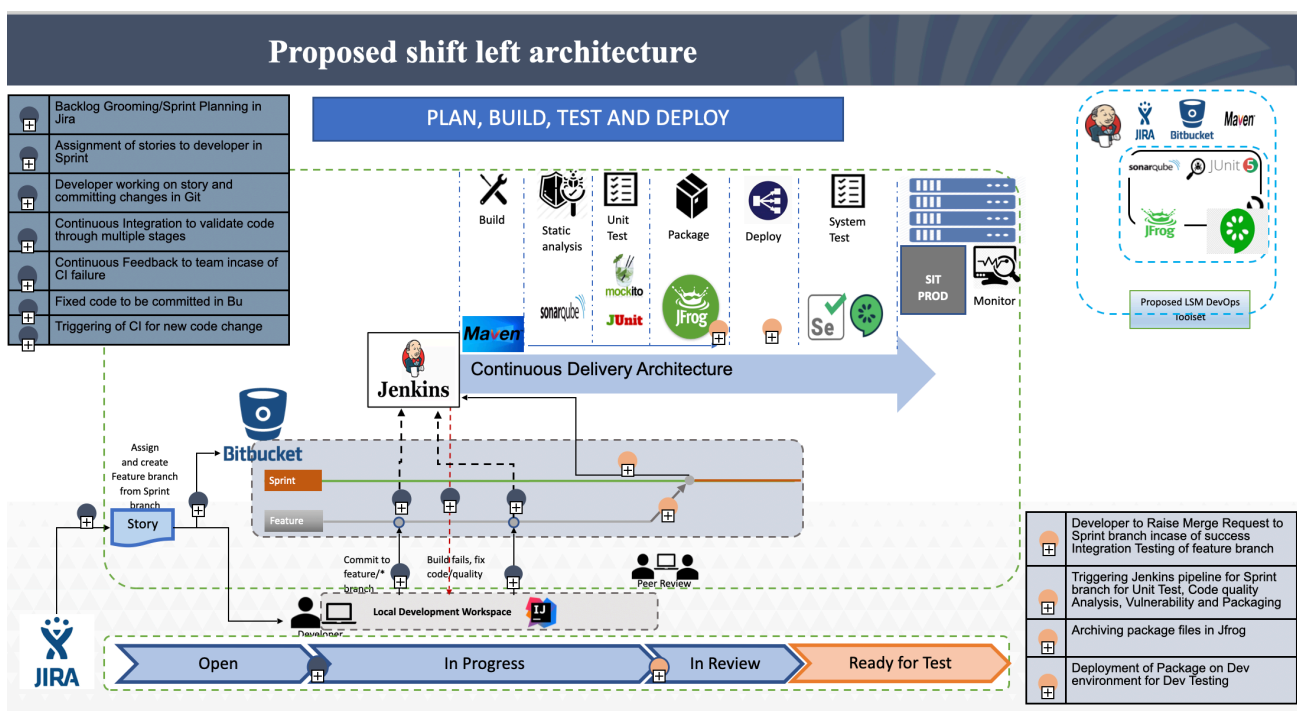 Proposed shift left architecture
Backlog Grooming/Sprint Planning in
Jira
Assignment of stories to developer in
Sprint
Developer working on story and
committing changes in Git
Continuous Integration to validate code
through multiple stages
Continuous Feedback to team incase of
CI failure
Fixed code to be committed in Bu
Triggering of CI for new code change
PLAN, BUILD, TEST AND DEPLOY
JIRA
Bitbucket
Maven
sonarqube
JUnit 5
JFrog
Proposed LSM DevOps
Toolset
Build
Static
analysis
Unit
Test
Package
Deploy
System
Test
SIT
PROD
Monitor
Maven
sonarqube
mockito
JUnit
JFrog
Se
Jenkins
Continuous Delivery Architecture
Bitbucket
Assign
and create
Feature branch
from Sprint
branch
Story
Sprint
Feature
Commit to
feature/*
branch
Build fails, fix
code/quality
Peer Review
Local Development Workspace
IJ
Developer
JIRA
Open
In Progress
In Review
Ready for Test
Developer to Raise Merge Request to
Sprint branch incase of success
Integration Testing of feature branch
Triggering Jenkins pipeline for Sprint
branch for Unit Test, Code quality
Analysis, Vulnerability and Packaging
Archiving package files in Jfrog
Deployment of Package on Dev
environment for Dev Testing